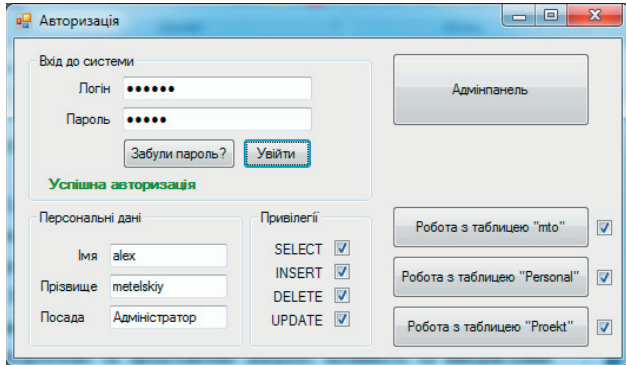 Авторизація
Вхід до системи
Логін ●●●●●●
Пароль ●●●●●
Забули пароль? Увійти
Успішна авторизація
Адмінпанель
Персональні дані
Імя alex
Прізвище metelskiy
Посада Адміністратор
Привілегії
SELECT
INSERT
DELETE
UPDATE
Робота з таблицею "mto"
Робота з таблицею "Personal"
Робота з таблицею "Proekt"